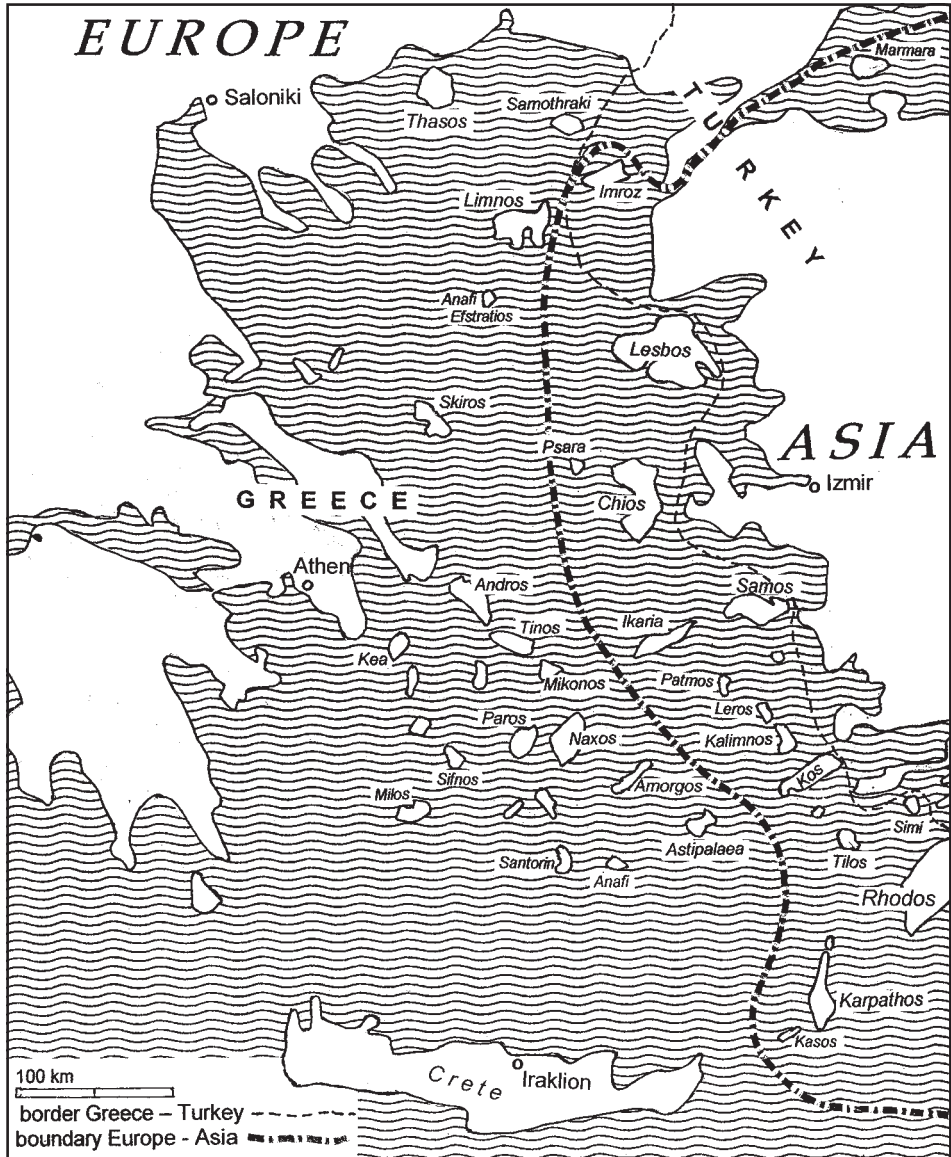 EUROPE
Marmara
Saloniki
Thasos
Samothraki
TURKEY
Imroz
Limnos
Anafi
Efstratios
Lesbos
Skiros
ASIA
Psara
Izmir
Chios
GREECE
Athen
Andros
Samos
Tinos
Ikaria
Kea
Mikonos
Patmos
Leros
Paros
Naxos
Kalimnos
Sifnos
Kos
Amorgos
Milos
Simi
Astipalaea
Tilos
Santorin
Anafi
Rhodos
Karpathos
Kasos
Crete
Iraklion
100 km
border Greece – Turkey
boundary Europe - Asia